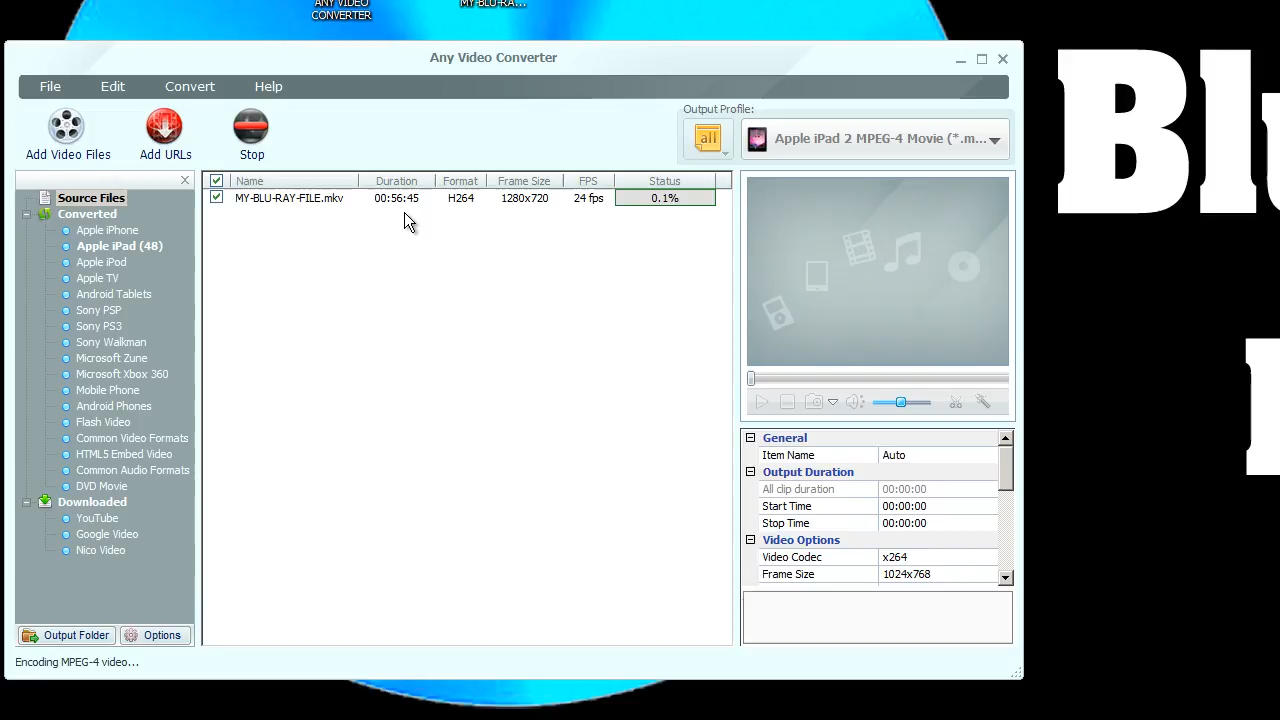 ANY VIDEO
CONVERTER
MY-BLU-RA...
Any Video Converter
File Edit Convert Help
Add Video Files Add URLs Stop
Output Profile:
all Apple iPad 2 MPEG-4 Movie (*.m...
Name Duration Format Frame Size FPS Status
MY-BLU-RAY-FILE.mkv 00:56:45 H264 1280x720 24 fps 0.1%
Source Files
Converted
Apple iPhone
Apple iPad (48)
Apple iPod
Apple TV
Android Tablets
Sony PSP
Sony PS3
Sony Walkman
Microsoft Zune
Microsoft Xbox 360
Mobile Phone
Android Phones
Flash Video
Common Video Formats
HTML5 Embed Video
Common Audio Formats
DVD Movie
Downloaded
YouTube
Google Video
Nico Video
Output Folder Options
Encoding MPEG-4 video...
General
Item Name Auto
Output Duration
All clip duration 00:00:00
Start Time 00:00:00
Stop Time 00:00:00
Video Options
Video Codec x264
Frame Size 1024x768
Blu